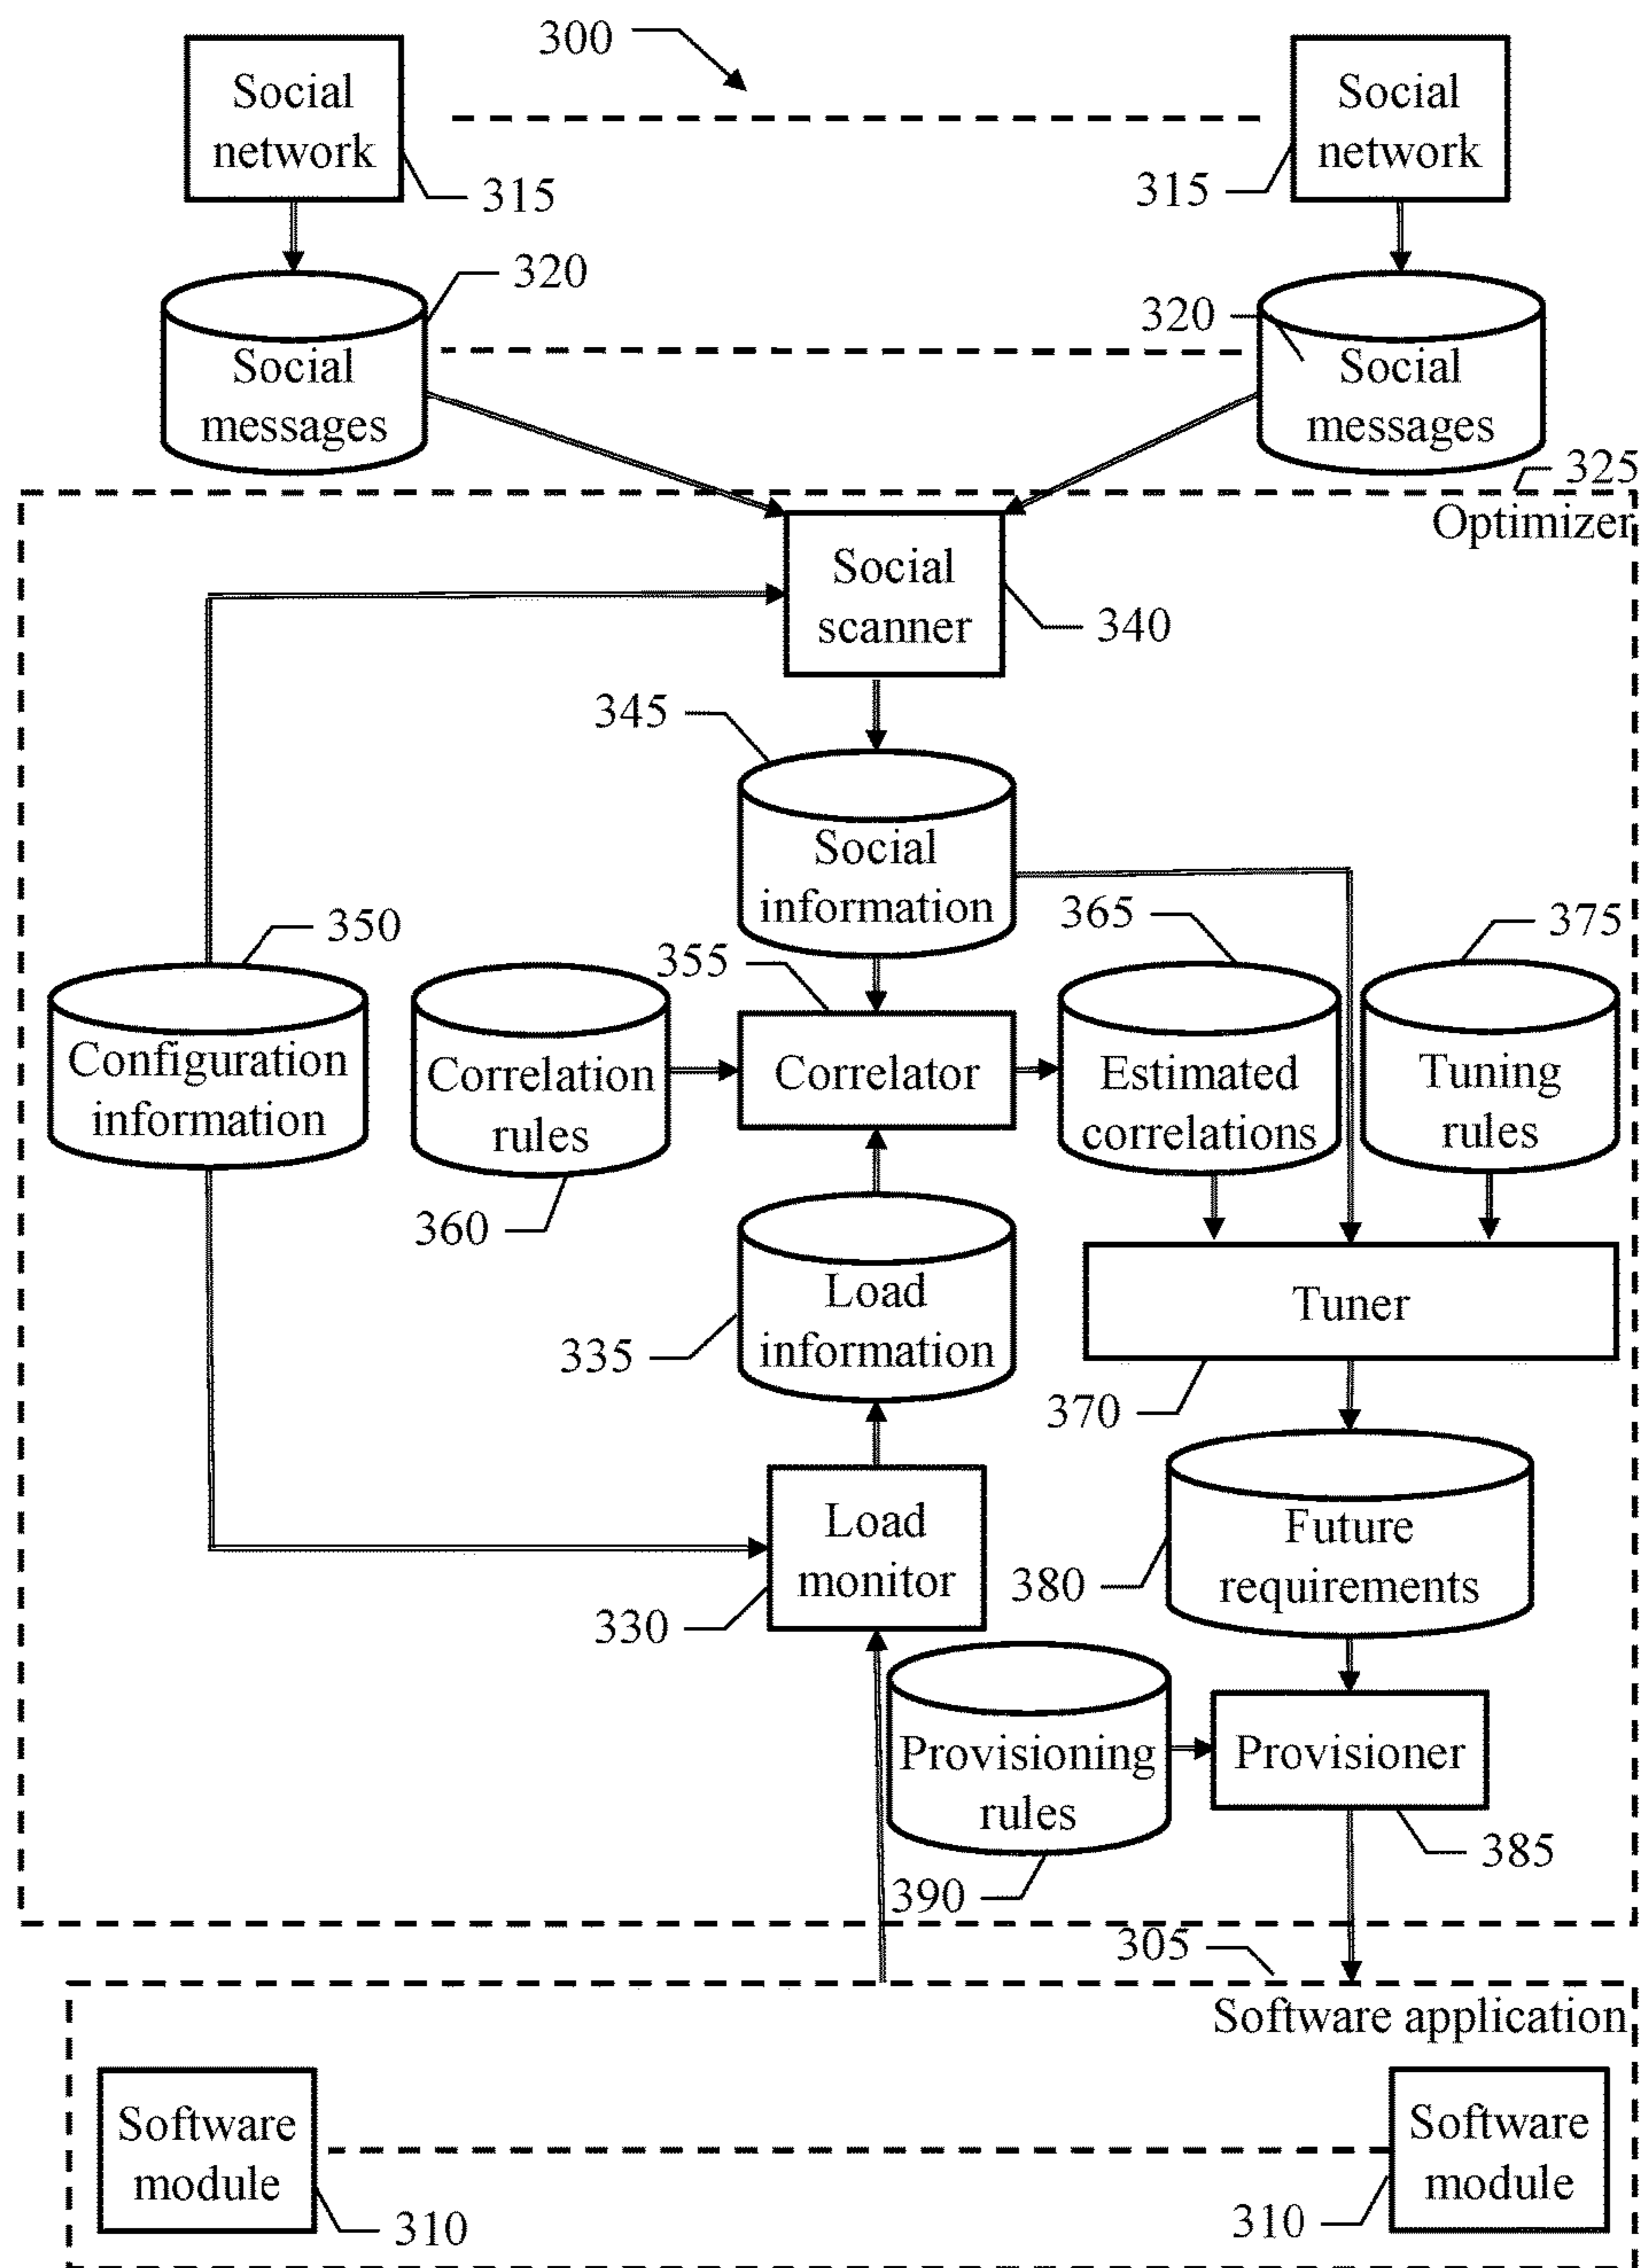 300
Social
network
315
Social
network
315
320
Social
messages
320
Social
messages
325
Optimizer
Social
scanner
340
345
Social
information
350
Configuration
information
355
Correlation
rules
360
Correlator
365
Estimated
correlations
375
Tuning
rules
Load
information
335
Tuner
370
Load
monitor
330
Future
requirements
380
Provisioning
rules
390
Provisioner
385
305
Software application
Software
module
310
Software
module
310